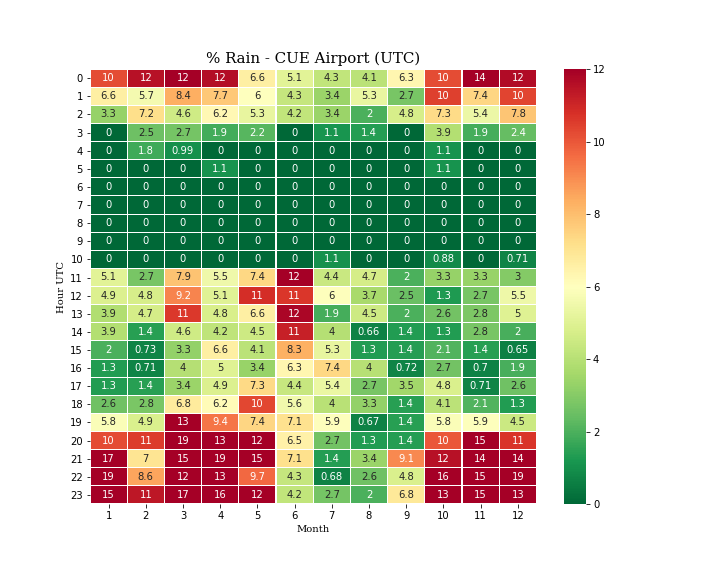 % Rain - CUE Airport (UTC)
0 10 12 12 12 6.6 5.1 4.3 4.1 6.3 10 14 12
1 6.6 5.7 8.4 7.7 6 4.3 3.4 5.3 2.7 10 7.4 10
2 3.3 7.2 4.6 6.2 5.3 4.2 3.4 2 4.8 7.3 5.4 7.8
3 0 2.5 2.7 1.9 2.2 0 1.1 1.4 0 3.9 1.9 2.4
4 0 1.8 0.99 0 0 0 0 0 0 1.1 0 0
5 0 0 0 1.1 0 0 0 0 0 1.1 0 0
6 0 0 0 0 0 0 0 0 0 0 0 0
7 0 0 0 0 0 0 0 0 0 0 0 0
8 0 0 0 0 0 0 0 0 0 0 0 0
9 0 0 0 0 0 0 0 0 0 0 0 0
10 0 0 0 0 0 0 1.1 0 0 0.88 0 0.71
11 5.1 2.7 7.9 5.5 7.4 12 4.4 4.7 2 3.3 3.3 3
12 4.9 4.8 9.2 5.1 11 11 6 3.7 2.5 1.3 2.7 5.5
13 3.9 4.7 11 4.8 6.6 12 1.9 4.5 2 2.6 2.8 5
14 3.9 1.4 4.6 4.2 4.5 11 4 0.66 1.4 1.3 2.8 2
15 2 0.73 3.3 6.6 4.1 8.3 5.3 1.3 1.4 2.1 1.4 0.65
16 1.3 0.71 4 5 3.4 6.3 7.4 4 0.72 2.6 0.7 1.9
17 1.3 1.4 3.4 4.9 7.3 4.4 5.4 2.7 3.5 4.8 0.71 2.6
18 2.6 2.8 6.8 6.2 10 5.6 4 3.3 1.4 4.1 2.1 1.3
19 5.8 4.9 13 9.4 7.4 7.1 5.9 0.67 1.4 5.8 5.9 4.5
20 10 11 19 13 12 6.5 2.7 1.3 1.4 10 15 11
21 17 7 15 19 15 7.1 1.4 3.4 9.1 12 14 14
22 19 8.6 12 13 9.7 4.3 0.68 2.6 4.8 16 15 19
23 15 11 17 16 12 4.2 2.7 2 6.8 13 15 13
1 2 3 4 5 6 7 8 9 10 11 12
Month
Hour UTC
12
10
8
6
4
2
0